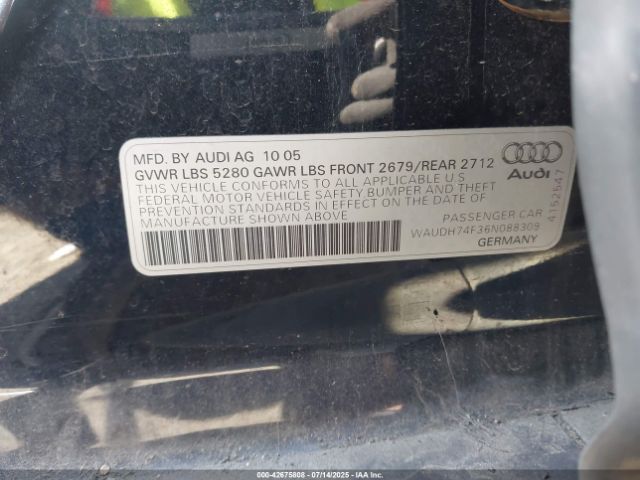 MFD. BY AUDI AG 10 05
GVWR LBS 5280 GAWR LBS FRONT 2679/REAR 2712
THIS VEHICLE CONFORMS TO ALL APPLICABLE U.S
FEDERAL MOTOR VEHICLE SAFETY BUMPER AND THEFT
PREVENTION STANDARDS IN EFFECT ON THE DATE OF
MANUFACTURE SHOWN ABOVE
Audi
4152547
PASSENGER CAR
WAUDH74F36N088309
GERMANY
000-42675808 07/14/2025 IAAI.COM